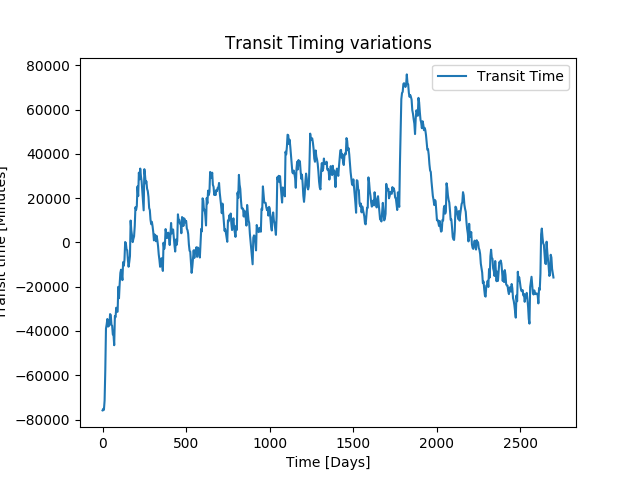 Transit Timing variations
Transit Time
80000
60000
40000
20000
0
−20000
−40000
−60000
−80000
Transit time [Minutes]
0 500 1000 1500 2000 2500
Time [Days]